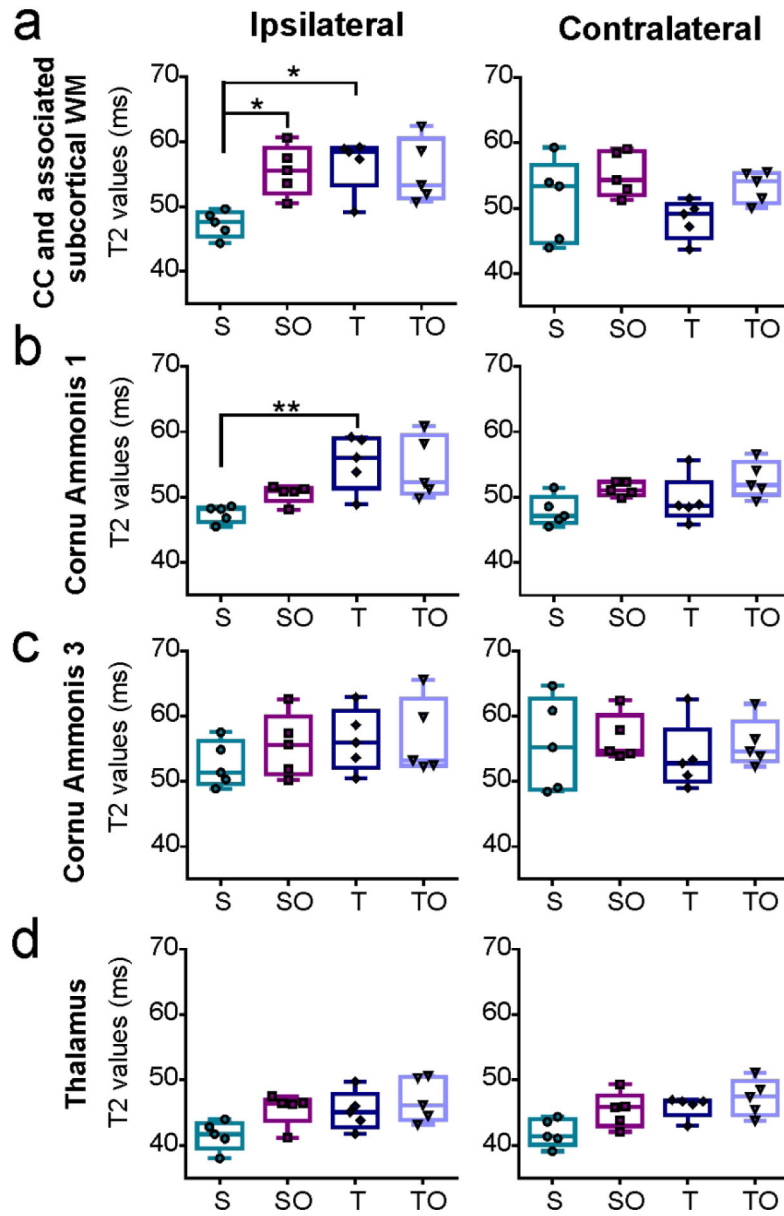 a
Ipsilateral
Contralateral
CC and associated
subcortical WM
T2 values (ms)
70
60
50
40
*
*
S SO T TO
70
60
50
40
S SO T TO
b
Cornu Ammonis 1
T2 values (ms)
70
60
50
40
**
S SO T TO
70
60
50
40
S SO T TO
c
Cornu Ammonis 3
T2 values (ms)
70
60
50
40
S SO T TO
70
60
50
40
S SO T TO
d
Thalamus
T2 values (ms)
70
60
50
40
S SO T TO
70
60
50
40
S SO T TO